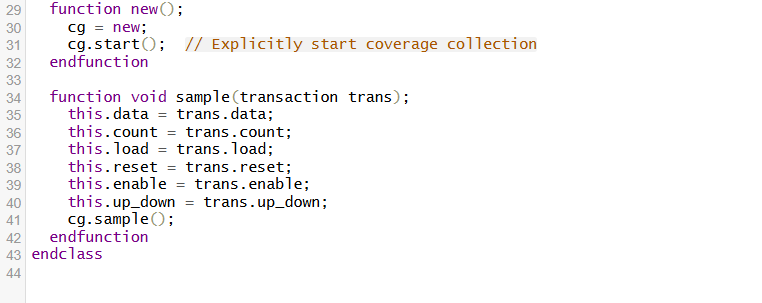 29 function new();
30 cg = new;
31 cg.start(); // Explicitly start coverage collection
32 endfunction
33
34 function void sample(transaction trans);
35 this.data = trans.data;
36 this.count = trans.count;
37 this.load = trans.load;
38 this.reset = trans.reset;
39 this.enable = trans.enable;
40 this.up_down = trans.up_down;
41 cg.sample();
42 endfunction
43 endclass
44